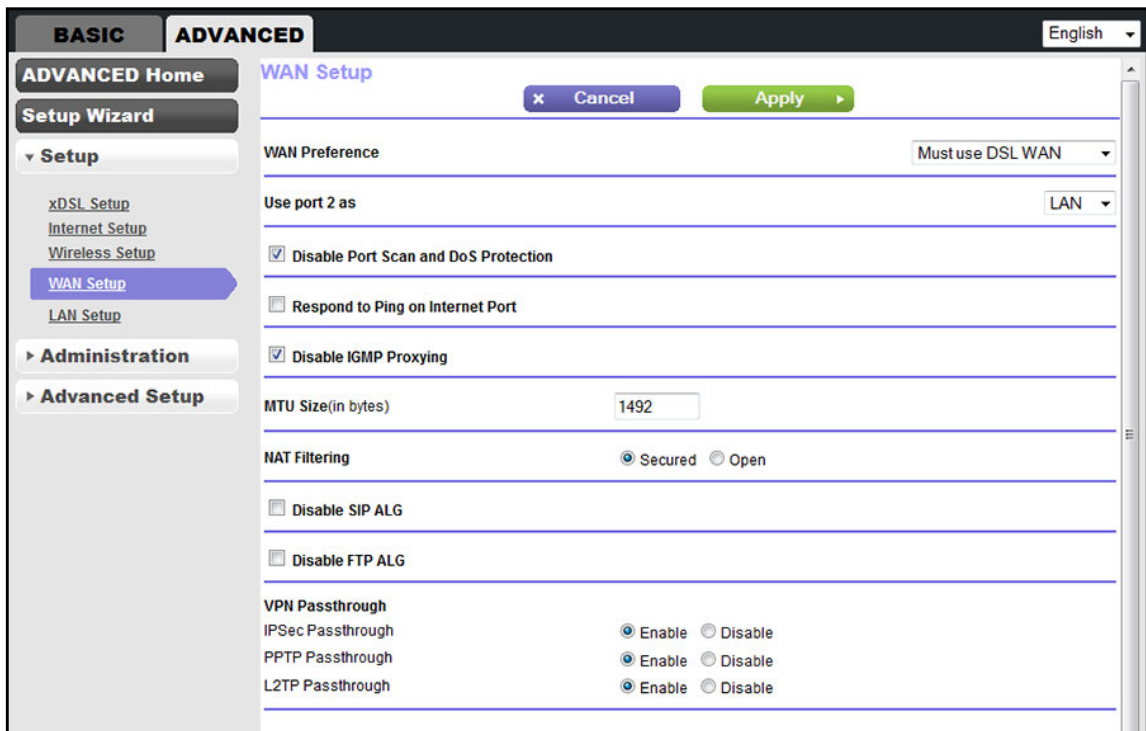 BASIC ADVANCED English
ADVANCED Home
Setup Wizard
Setup
xDSL Setup
Internet Setup
Wireless Setup
WAN Setup
LAN Setup
Administration
Advanced Setup
WAN Setup
x Cancel Apply
WAN Preference Must use DSL WAN
Use port 2 as LAN
Disable Port Scan and DoS Protection
Respond to Ping on Internet Port
Disable IGMP Proxying
MTU Size(in bytes) 1492
NAT Filtering Secured Open
Disable SIP ALG
Disable FTP ALG
VPN Passthrough
IPSec Passthrough Enable Disable
PPTP Passthrough Enable Disable
L2TP Passthrough Enable Disable